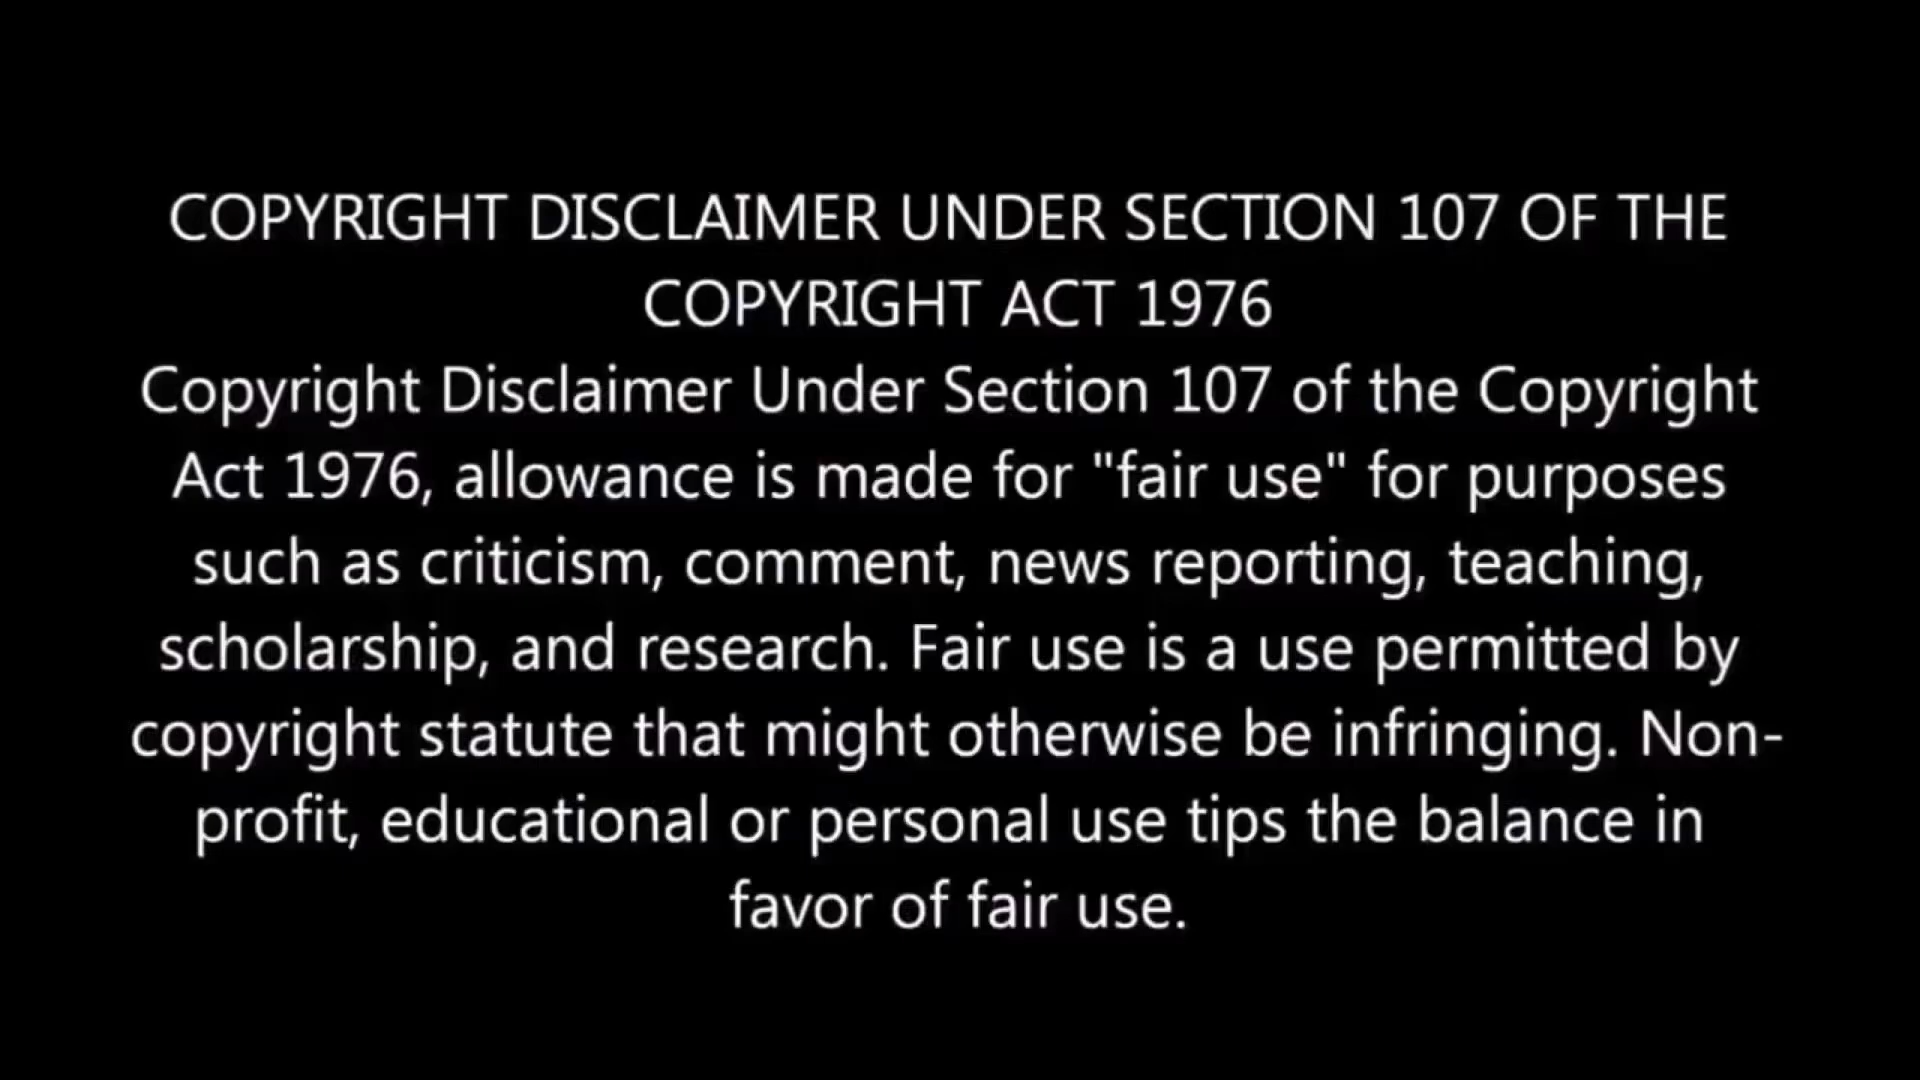 COPYRIGHT DISCLAIMER UNDER SECTION 107 OF THE
COPYRIGHT ACT 1976
Copyright Disclaimer Under Section 107 of the Copyright
Act 1976, allowance is made for "fair use" for purposes
such as criticism, comment, news reporting, teaching,
scholarship, and research. Fair use is a use permitted by
copyright statute that might otherwise be infringing. Non-
profit, educational or personal use tips the balance in
favor of fair use.